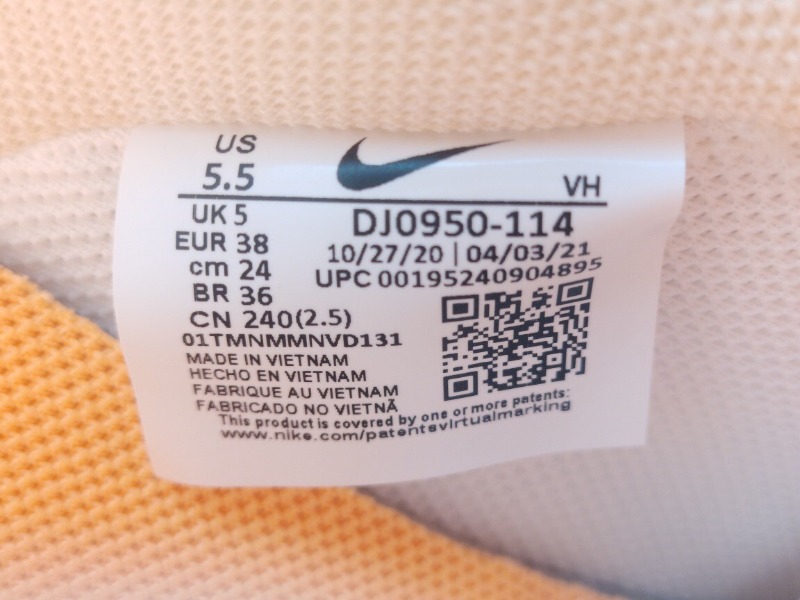 US
5.5
VH
UK 5
EUR 38
cm 24
BR 36
CN 240(2.5)
DJ0950-114
10/27/20 | 04/03/21
UPC 00195240904895
01TMNMMNVD131
MADE IN VIETNAM
HECHO EN VIETNAM
FABRIQUE AU VIETNAM
FABRICADO NO VIETNÃ
This product is covered by one or more patents:
www.nike.com/patentsvirtualmarking